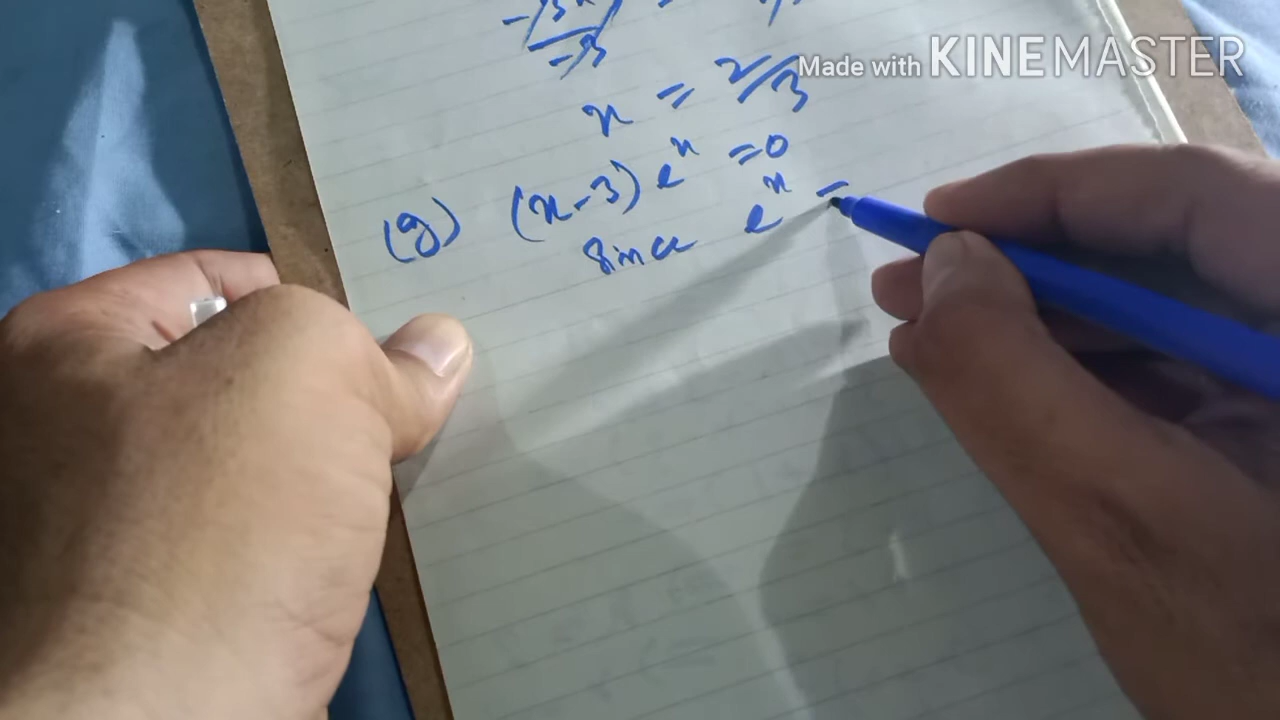 Made with KINEMASTER
x = 2/3
(g) (x-3) e^x = 0
since e^x =